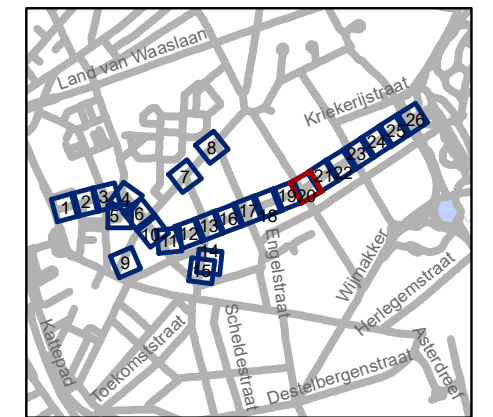 Land van Waaslaan
Kriekerijstraat
8
7
1 2 3 4
5 6
10 11 12 13 16 17 18 19 20 21 22 23 24 25 26
9
14
15
Engelstraat
Wijmakker
Herlegemstraat
Kattepad
Toekomststraat
Scheldestraat
Destelbergenstraat
Asterdreef